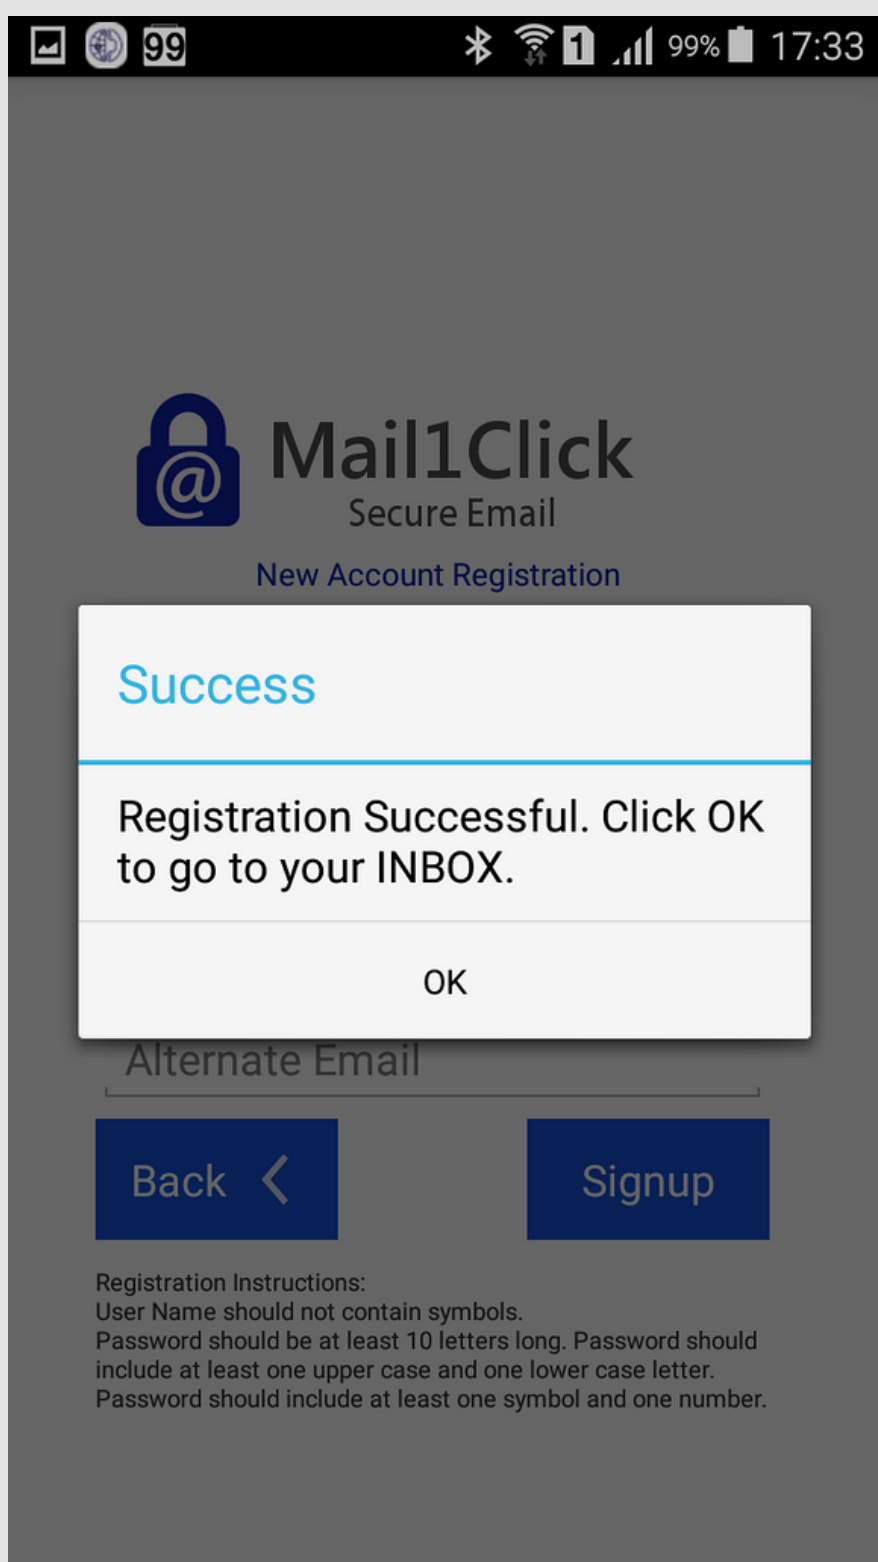 99 1 99% 17:33
@
Mail1Click
Secure Email
New Account Registration
Success
Registration Successful. Click OK
to go to your INBOX.
OK
Alternate Email
Back Signup
Registration Instructions:
User Name should not contain symbols.
Password should be at least 10 letters long. Password should
include at least one upper case and one lower case letter.
Password should include at least one symbol and one number.